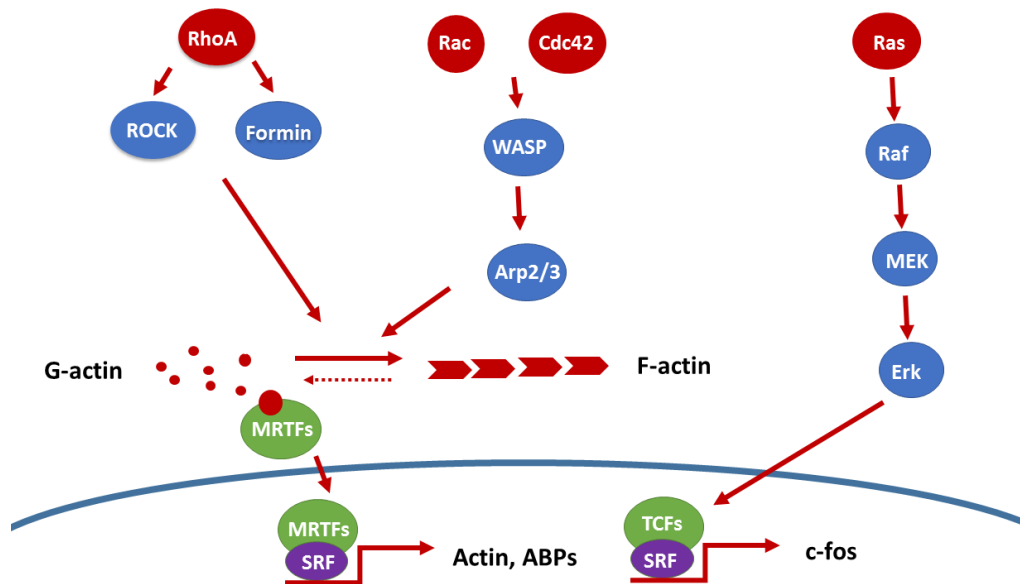 RhoA
Rac
Cdc42
Ras
ROCK
Formin
WASP
Raf
Arp2/3
MEK
G-actin
F-actin
Erk
MRTFs
MRTFs
SRF
Actin, ABPs
TCFs
SRF
c-fos